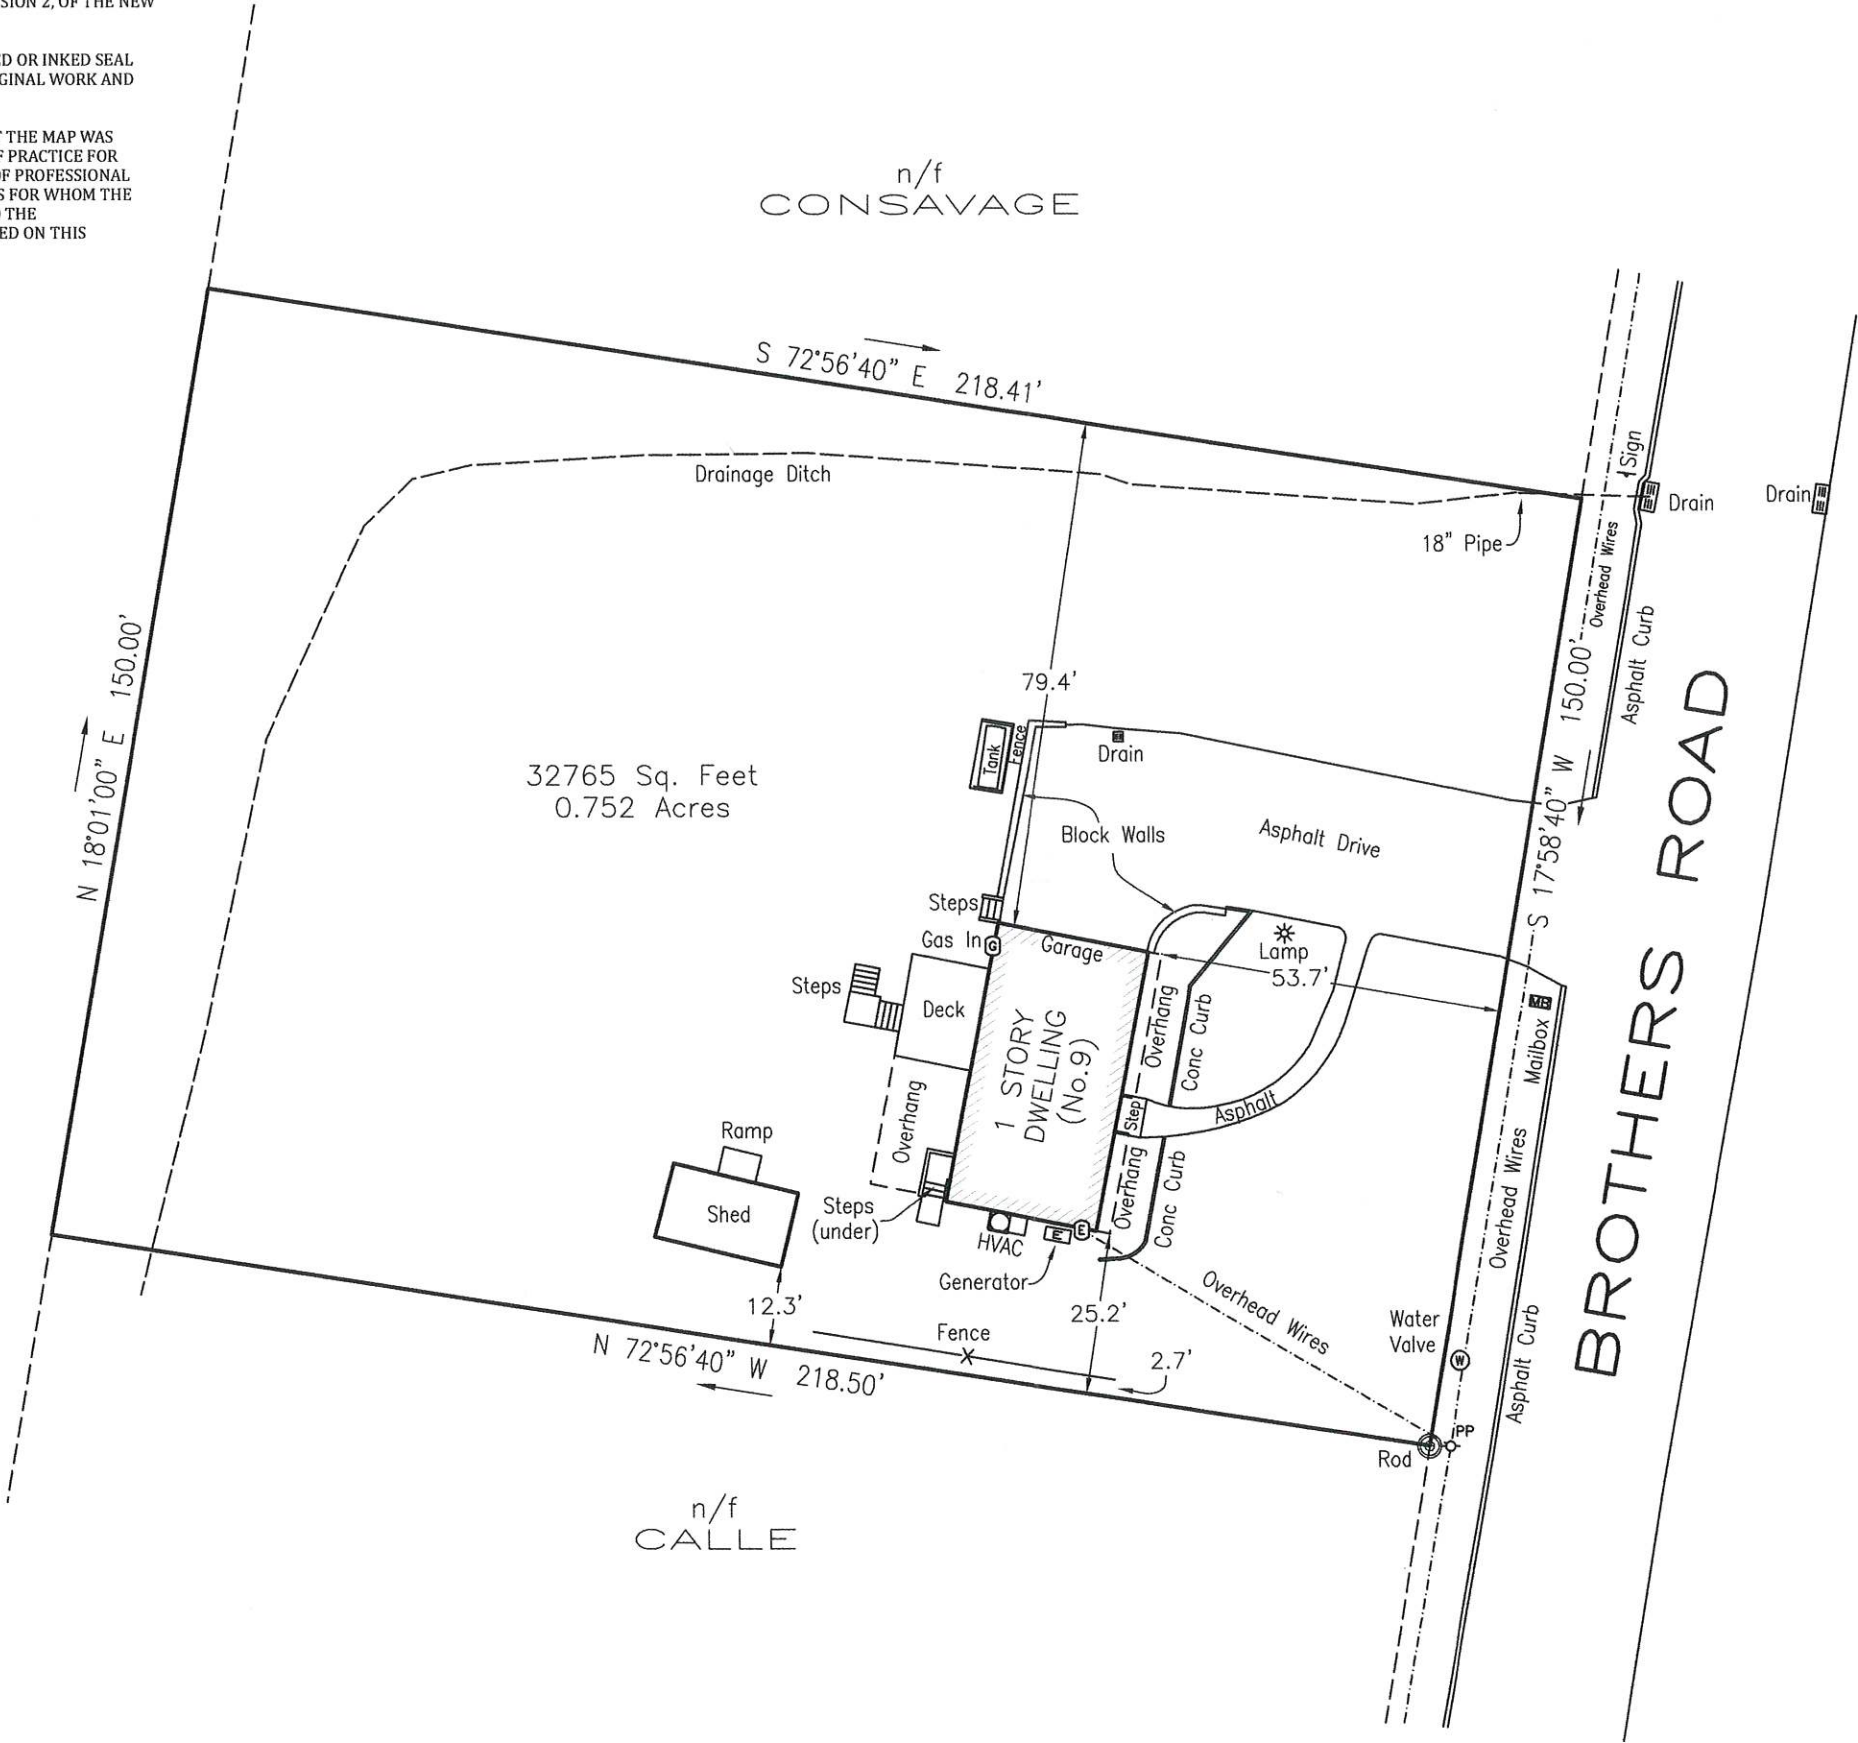 SION 2, OF THE NEW
ED OR INKED SEAL
GINAL WORK AND
T THE MAP WAS
F PRACTICE FOR
OF PROFESSIONAL
S FOR WHOM THE
O THE
ED ON THIS
n/f
CONSAVAGE
S 72°56'40" E 218.41'
Sign
Drainage Ditch
Drain
Drain
18" Pipe
Overhead Wires
Asphalt Curb
N 18°01'00" E 150.00'
S 17°58'40" W 150.00'
79.4'
Tank
Fence
Drain
32765 Sq. Feet
0.752 Acres
Block Walls
Asphalt Drive
BROTHERS ROAD
Steps
Gas In
G
Garage
Lamp
53.7'
Steps
Deck
Overhang
Conc Curb
MB
Mailbox
1 STORY
DWELLING
(No.9)
Overhang
Step
Asphalt
Ramp
Shed
Steps
(under)
Overhang
Conc Curb
Overhead Wires
HVAC
E
E
Generator
12.3'
25.2'
Overhead Wires
Water
Valve
W
Asphalt Curb
Fence
2.7'
N 72°56'40" W 218.50'
PP
Rod
n/f
CALLE